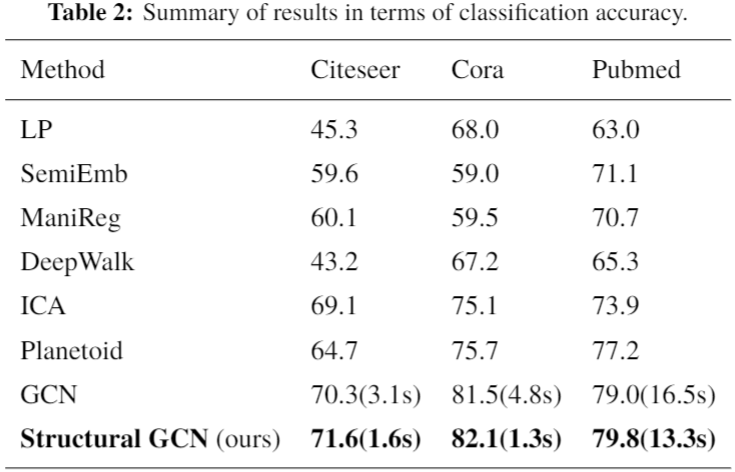 Table 2: Summary of results in terms of classification accuracy.
Method Citeseer Cora Pubmed
LP 45.3 68.0 63.0
SemiEmb 59.6 59.0 71.1
ManiReg 60.1 59.5 70.7
DeepWalk 43.2 67.2 65.3
ICA 69.1 75.1 73.9
Planetoid 64.7 75.7 77.2
GCN 70.3(3.1s) 81.5(4.8s) 79.0(16.5s)
Structural GCN (ours) 71.6(1.6s) 82.1(1.3s) 79.8(13.3s)